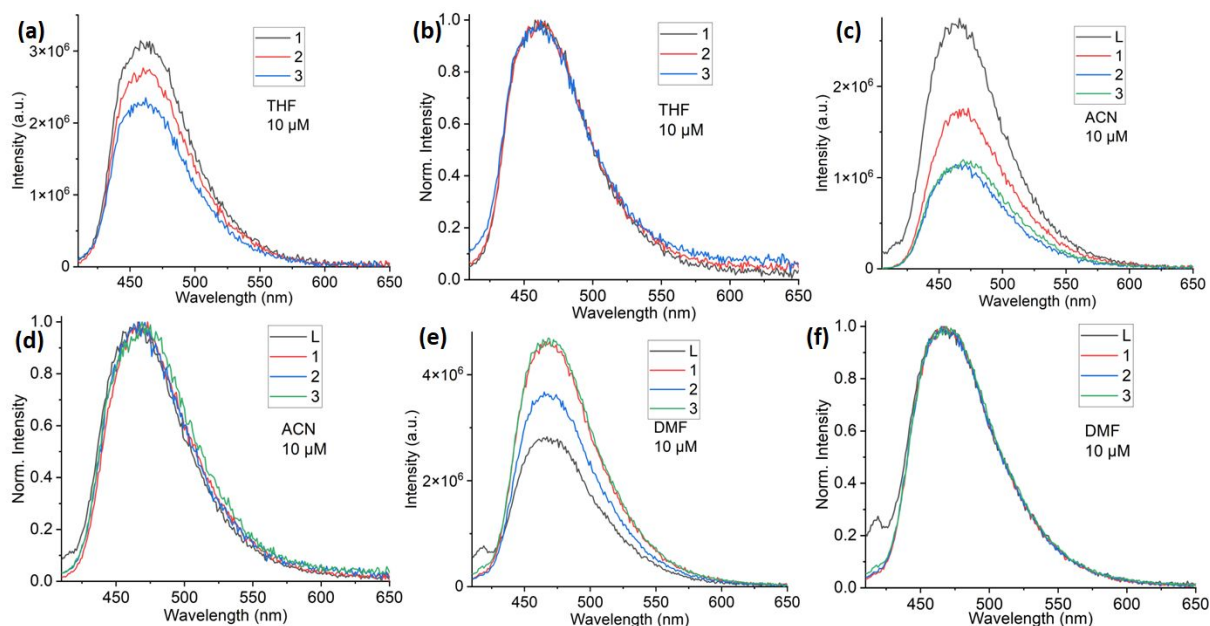 (a)
Intensity (a.u.)
3×10⁶
2×10⁶
1×10⁶
0
450 500 550 600 650
Wavelength (nm)
1
2
3
THF
10 µM
(b)
Norm. Intensity
1.0
0.8
0.6
0.4
0.2
0.0
450 500 550 600 650
Wavelength (nm)
1
2
3
THF
10 µM
(c)
Intensity (a.u.)
2×10⁶
1×10⁶
0
450 500 550 600 650
Wavelength (nm)
L
1
2
3
ACN
10 µM
(d)
Norm. Intensity
1.0
0.8
0.6
0.4
0.2
0.0
450 500 550 600 650
Wavelength (nm)
L
1
2
3
ACN
10 µM
(e)
Intensity (a.u.)
4×10⁶
2×10⁶
0
450 500 550 600 650
Wavelength (nm)
L
1
2
3
DMF
10 µM
(f)
Norm. Intensity
1.0
0.8
0.6
0.4
0.2
0.0
450 500 550 600 650
Wavelength (nm)
L
1
2
3
DMF
10 µM